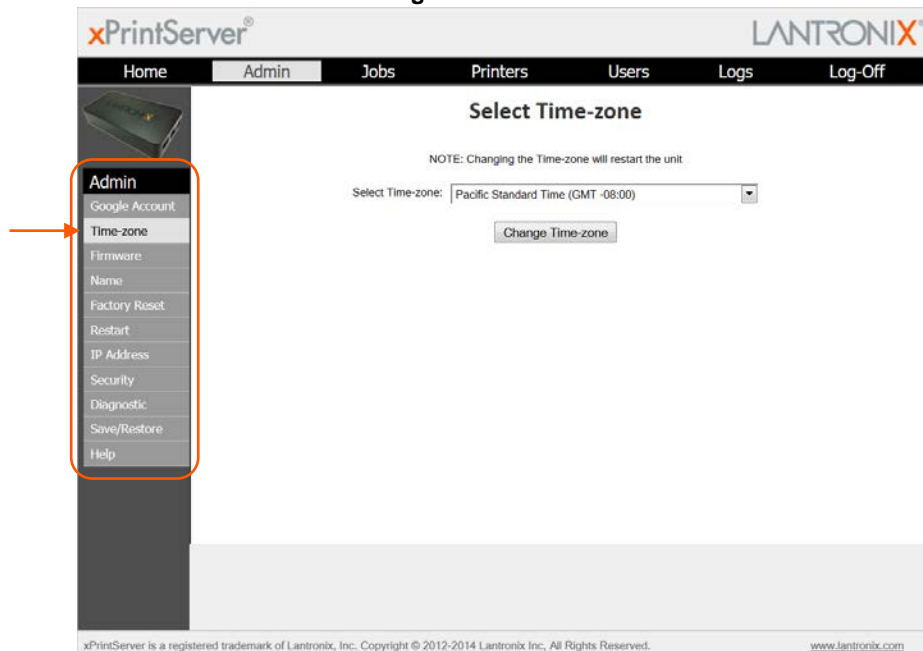 xPrintServer®
LANTRONIX®
Home Admin Jobs Printers Users Logs Log-Off
Select Time-zone
NOTE: Changing the Time-zone will restart the unit
Select Time-zone: Pacific Standard Time (GMT -08:00)
Change Time-zone
Admin
Google Account
Time-zone
Firmware
Name
Factory Reset
Restart
IP Address
Security
Diagnostic
Save/Restore
Help
xPrintServer is a registered trademark of Lantronix, Inc. Copyright © 2012-2014 Lantronix Inc, All Rights Reserved. www.lantronix.com